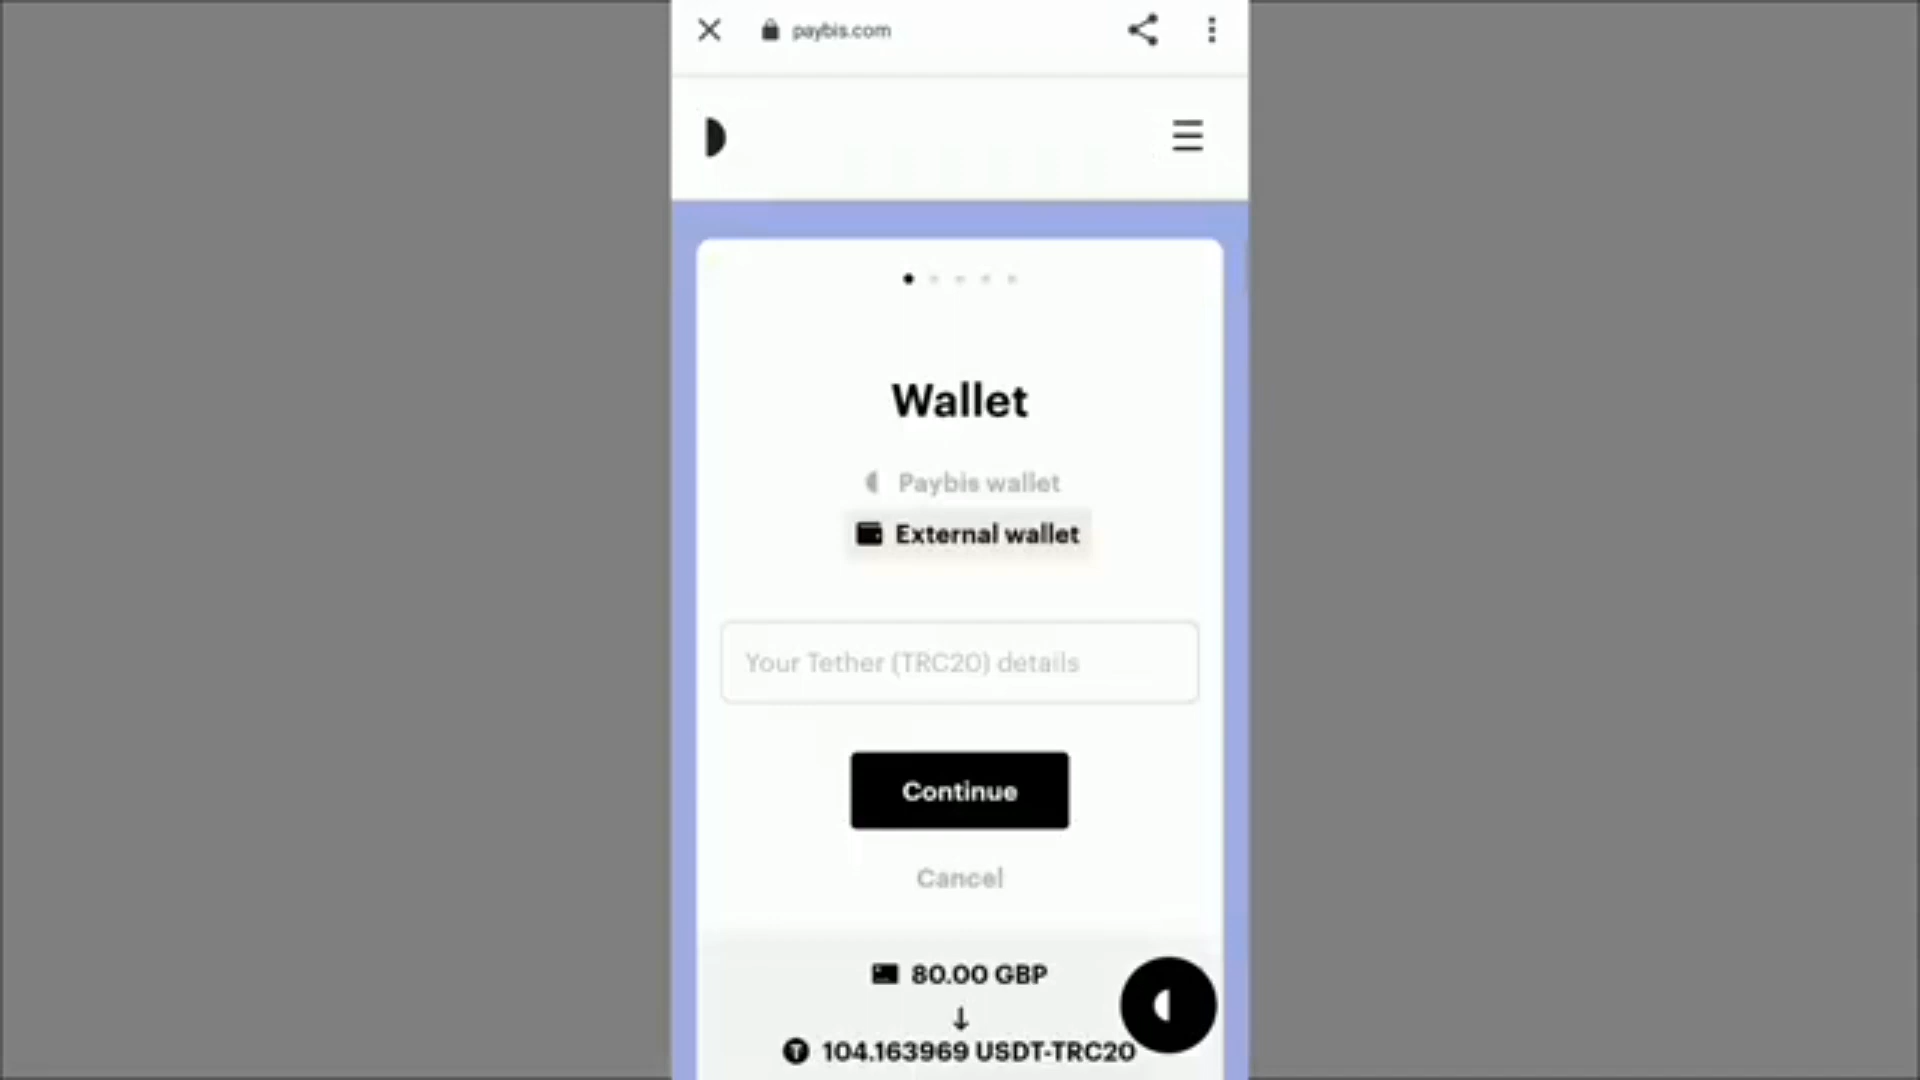 paybis.com
Wallet
Paybis wallet
External wallet
Your Tether (TRC20) details
Continue
Cancel
80.00 GBP
↓
104.163969 USDT-TRC20